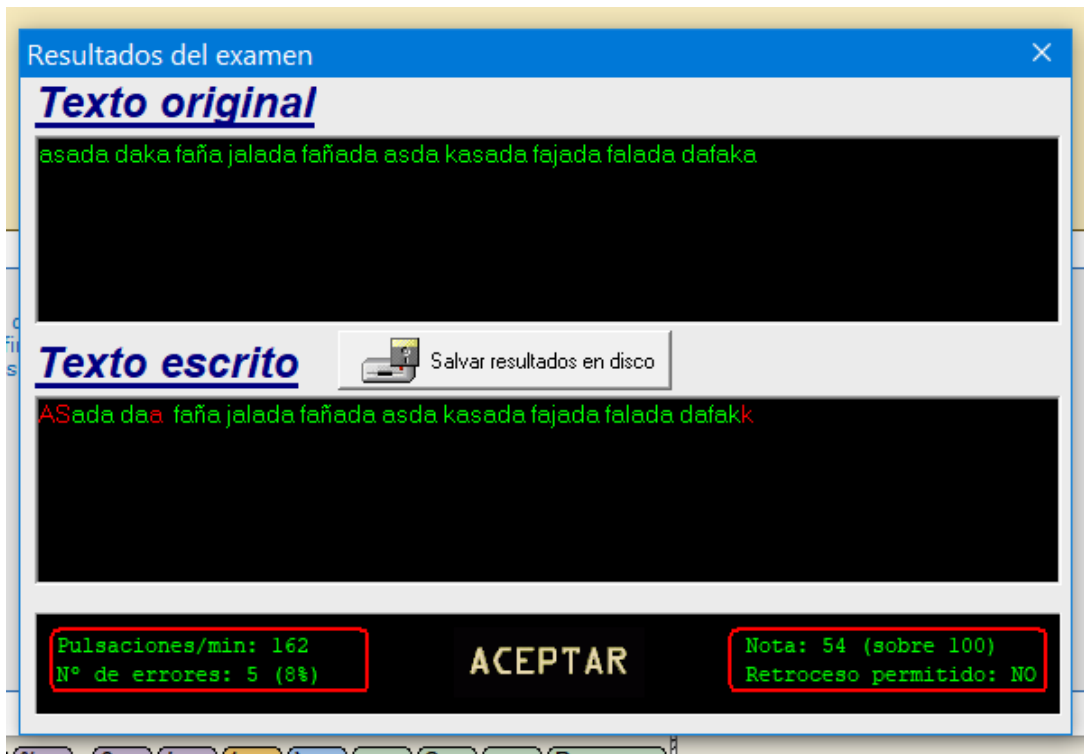 Resultados del examen
Texto original
asada daka faña jalada fañada asda kasada fajada falada dafaka
Texto escrito
Salvar resultados en disco
ASada daa faña jalada fañada asda kasada fajada falada dafakk
Pulsaciones/min: 162
Nº de errores: 5 (8%)
ACEPTAR
Nota: 54 (sobre 100)
Retroceso permitido: NO